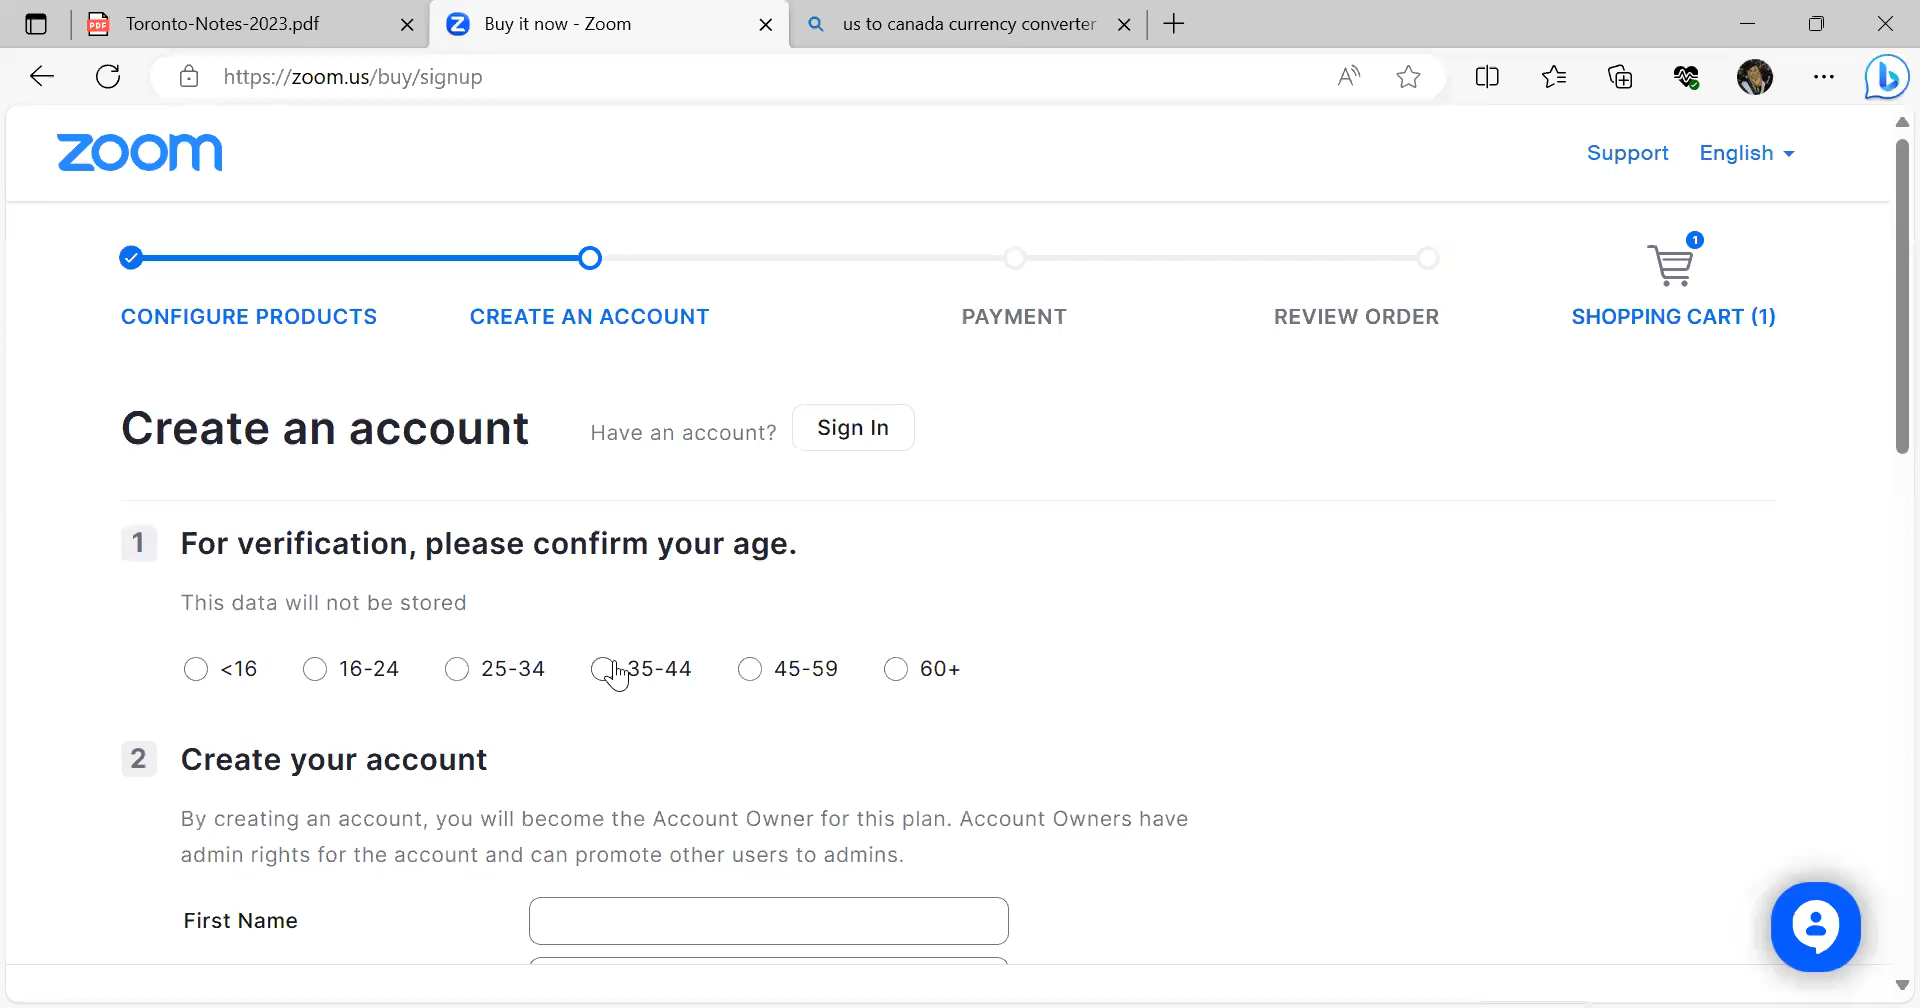 Toronto-Notes-2023.pdf
Buy it now - Zoom
us to canada currency converter
https://zoom.us/buy/signup
zoom
Support English
1
CONFIGURE PRODUCTS CREATE AN ACCOUNT PAYMENT REVIEW ORDER SHOPPING CART (1)
Create an account Have an account? Sign In
1 For verification, please confirm your age.
This data will not be stored
<16 16-24 25-34 35-44 45-59 60+
2 Create your account
By creating an account, you will become the Account Owner for this plan. Account Owners have
admin rights for the account and can promote other users to admins.
First Name